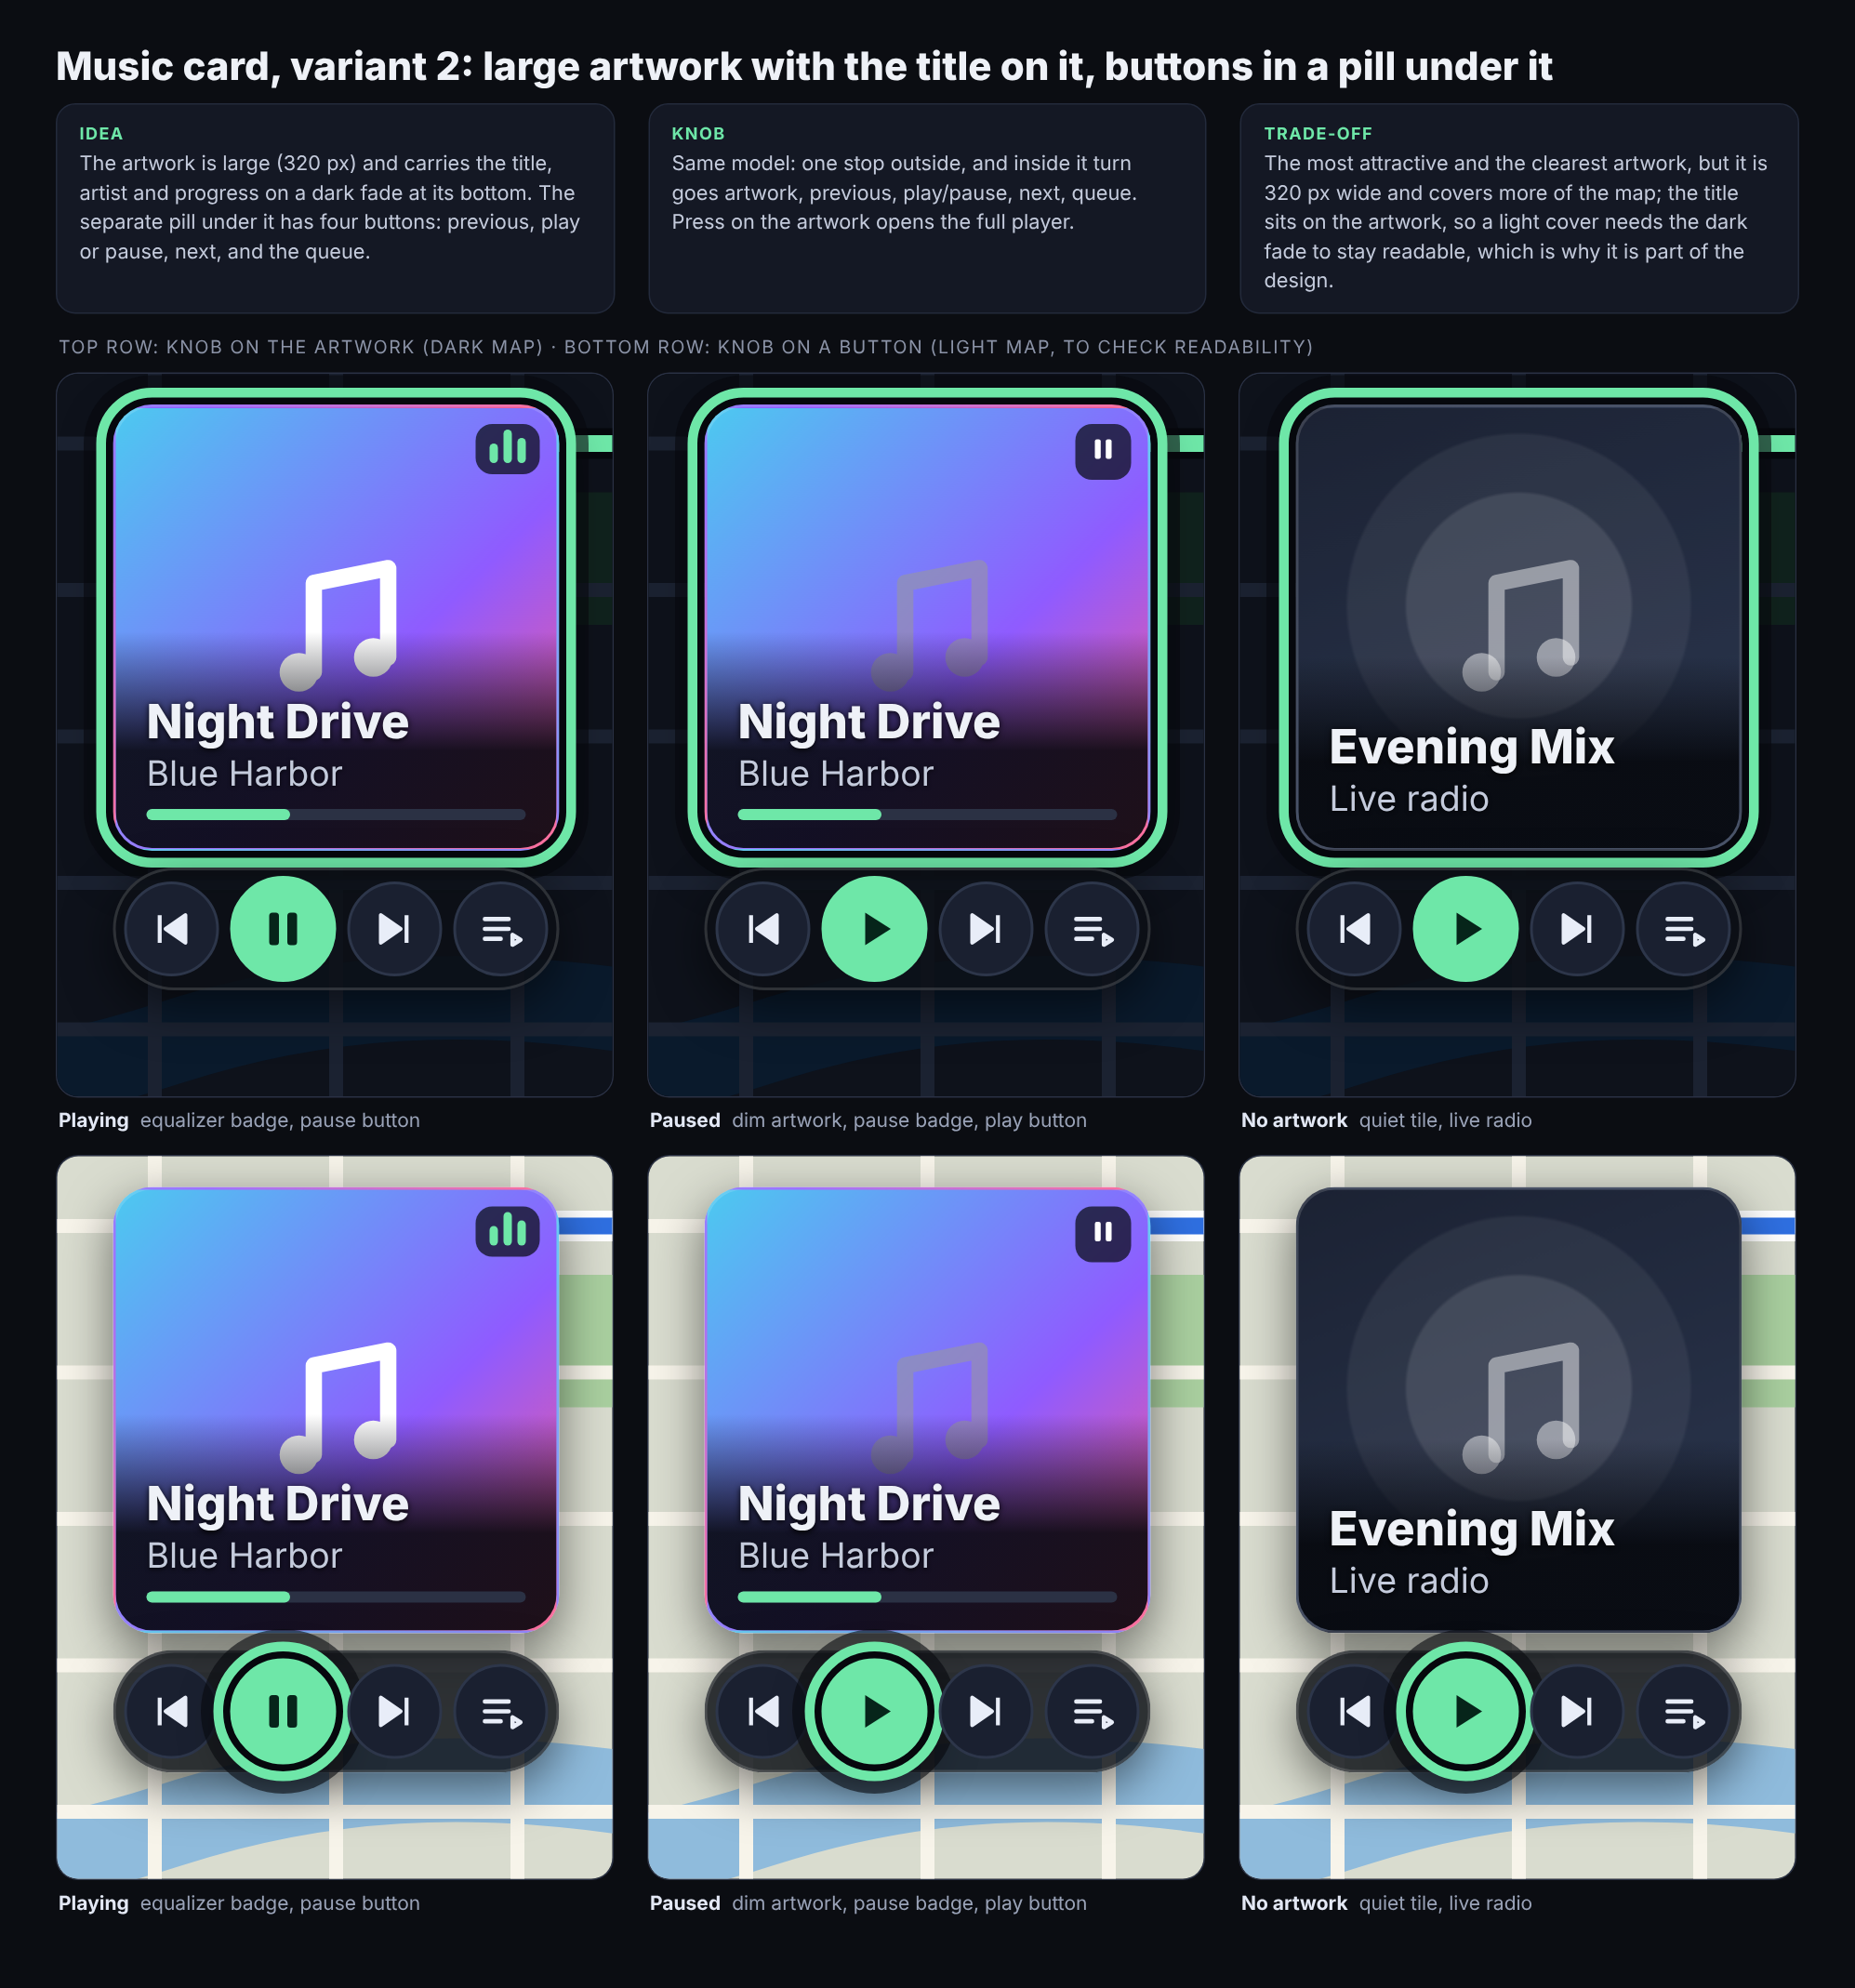 Music card, variant 2: large artwork with the title on it, buttons in a pill under it
IDEA
The artwork is large (320 px) and carries the title,
artist and progress on a dark fade at its bottom. The
separate pill under it has four buttons: previous, play
or pause, next, and the queue.
KNOB
Same model: one stop outside, and inside it turn
goes artwork, previous, play/pause, next, queue.
Press on the artwork opens the full player.
TRADE-OFF
The most attractive and the clearest artwork, but it is
320 px wide and covers more of the map; the title
sits on the artwork, so a light cover needs the dark
fade to stay readable, which is why it is part of the
design.
TOP ROW: KNOB ON THE ARTWORK (DARK MAP) · BOTTOM ROW: KNOB ON A BUTTON (LIGHT MAP, TO CHECK READABILITY)
Night Drive
Blue Harbor
Night Drive
Blue Harbor
Evening Mix
Live radio
Playing equalizer badge, pause button
Paused dim artwork, pause badge, play button
No artwork quiet tile, live radio
Night Drive
Blue Harbor
Night Drive
Blue Harbor
Evening Mix
Live radio
Playing equalizer badge, pause button
Paused dim artwork, pause badge, play button
No artwork quiet tile, live radio